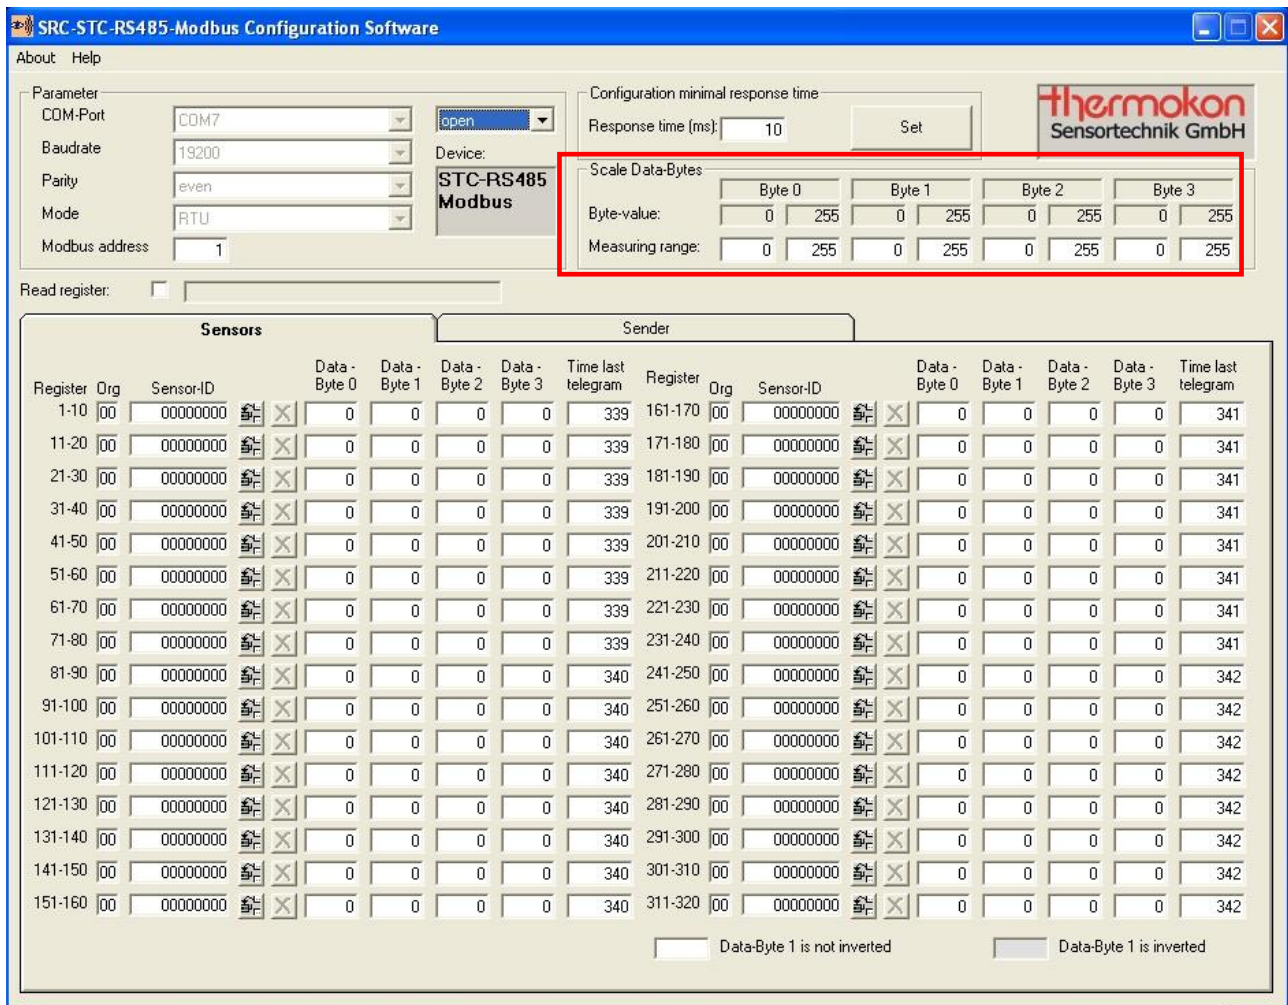 SRC-STC-RS485-Modbus Configuration Software
About Help
Parameter
COM-Port COM7 open
Baudrate 19200 Device:
Parity even STC-RS485
Mode RTU Modbus
Modbus address 1
Configuration minimal response time
Response time (ms): 10 Set
thermokon
Sensortechnik GmbH
Scale Data-Bytes
Byte 0 Byte 1 Byte 2 Byte 3
Byte-value: 0 255 0 255 0 255 0 255
Measuring range: 0 255 0 255 0 255 0 255
Read register:
Sensors Sender
Register Org Sensor-ID Data - Byte 0 Data - Byte 1 Data - Byte 2 Data - Byte 3 Time last telegram Register Org Sensor-ID Data - Byte 0 Data - Byte 1 Data - Byte 2 Data - Byte 3 Time last telegram
1-10 00 00000000 0 0 0 0 339 161-170 00 00000000 0 0 0 0 341
11-20 00 00000000 0 0 0 0 339 171-180 00 00000000 0 0 0 0 341
21-30 00 00000000 0 0 0 0 339 181-190 00 00000000 0 0 0 0 341
31-40 00 00000000 0 0 0 0 339 191-200 00 00000000 0 0 0 0 341
41-50 00 00000000 0 0 0 0 339 201-210 00 00000000 0 0 0 0 341
51-60 00 00000000 0 0 0 0 339 211-220 00 00000000 0 0 0 0 341
61-70 00 00000000 0 0 0 0 339 221-230 00 00000000 0 0 0 0 341
71-80 00 00000000 0 0 0 0 339 231-240 00 00000000 0 0 0 0 341
81-90 00 00000000 0 0 0 0 340 241-250 00 00000000 0 0 0 0 342
91-100 00 00000000 0 0 0 0 340 251-260 00 00000000 0 0 0 0 342
101-110 00 00000000 0 0 0 0 340 261-270 00 00000000 0 0 0 0 342
111-120 00 00000000 0 0 0 0 340 271-280 00 00000000 0 0 0 0 342
121-130 00 00000000 0 0 0 0 340 281-290 00 00000000 0 0 0 0 342
131-140 00 00000000 0 0 0 0 340 291-300 00 00000000 0 0 0 0 342
141-150 00 00000000 0 0 0 0 340 301-310 00 00000000 0 0 0 0 342
151-160 00 00000000 0 0 0 0 340 311-320 00 00000000 0 0 0 0 342
Data-Byte 1 is not inverted Data-Byte 1 is inverted